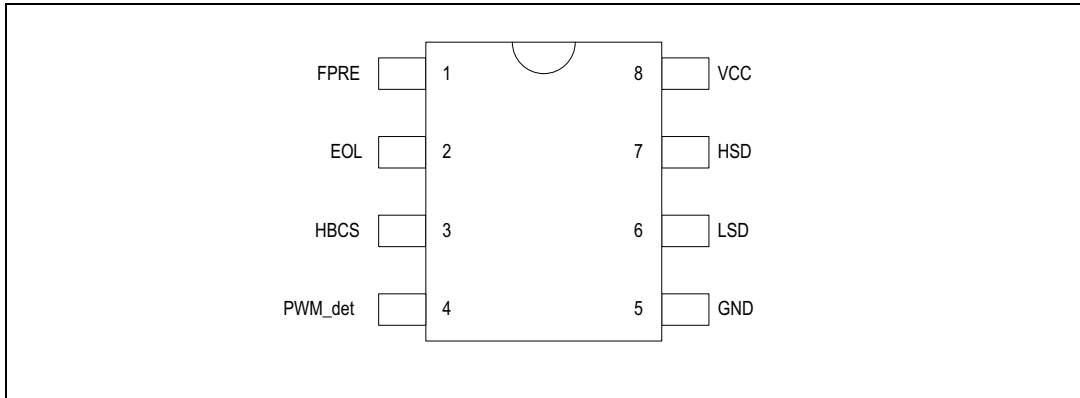 FPRE 1 8 VCC
EOL 2 7 HSD
HBCS 3 6 LSD
PWM_det 4 5 GND